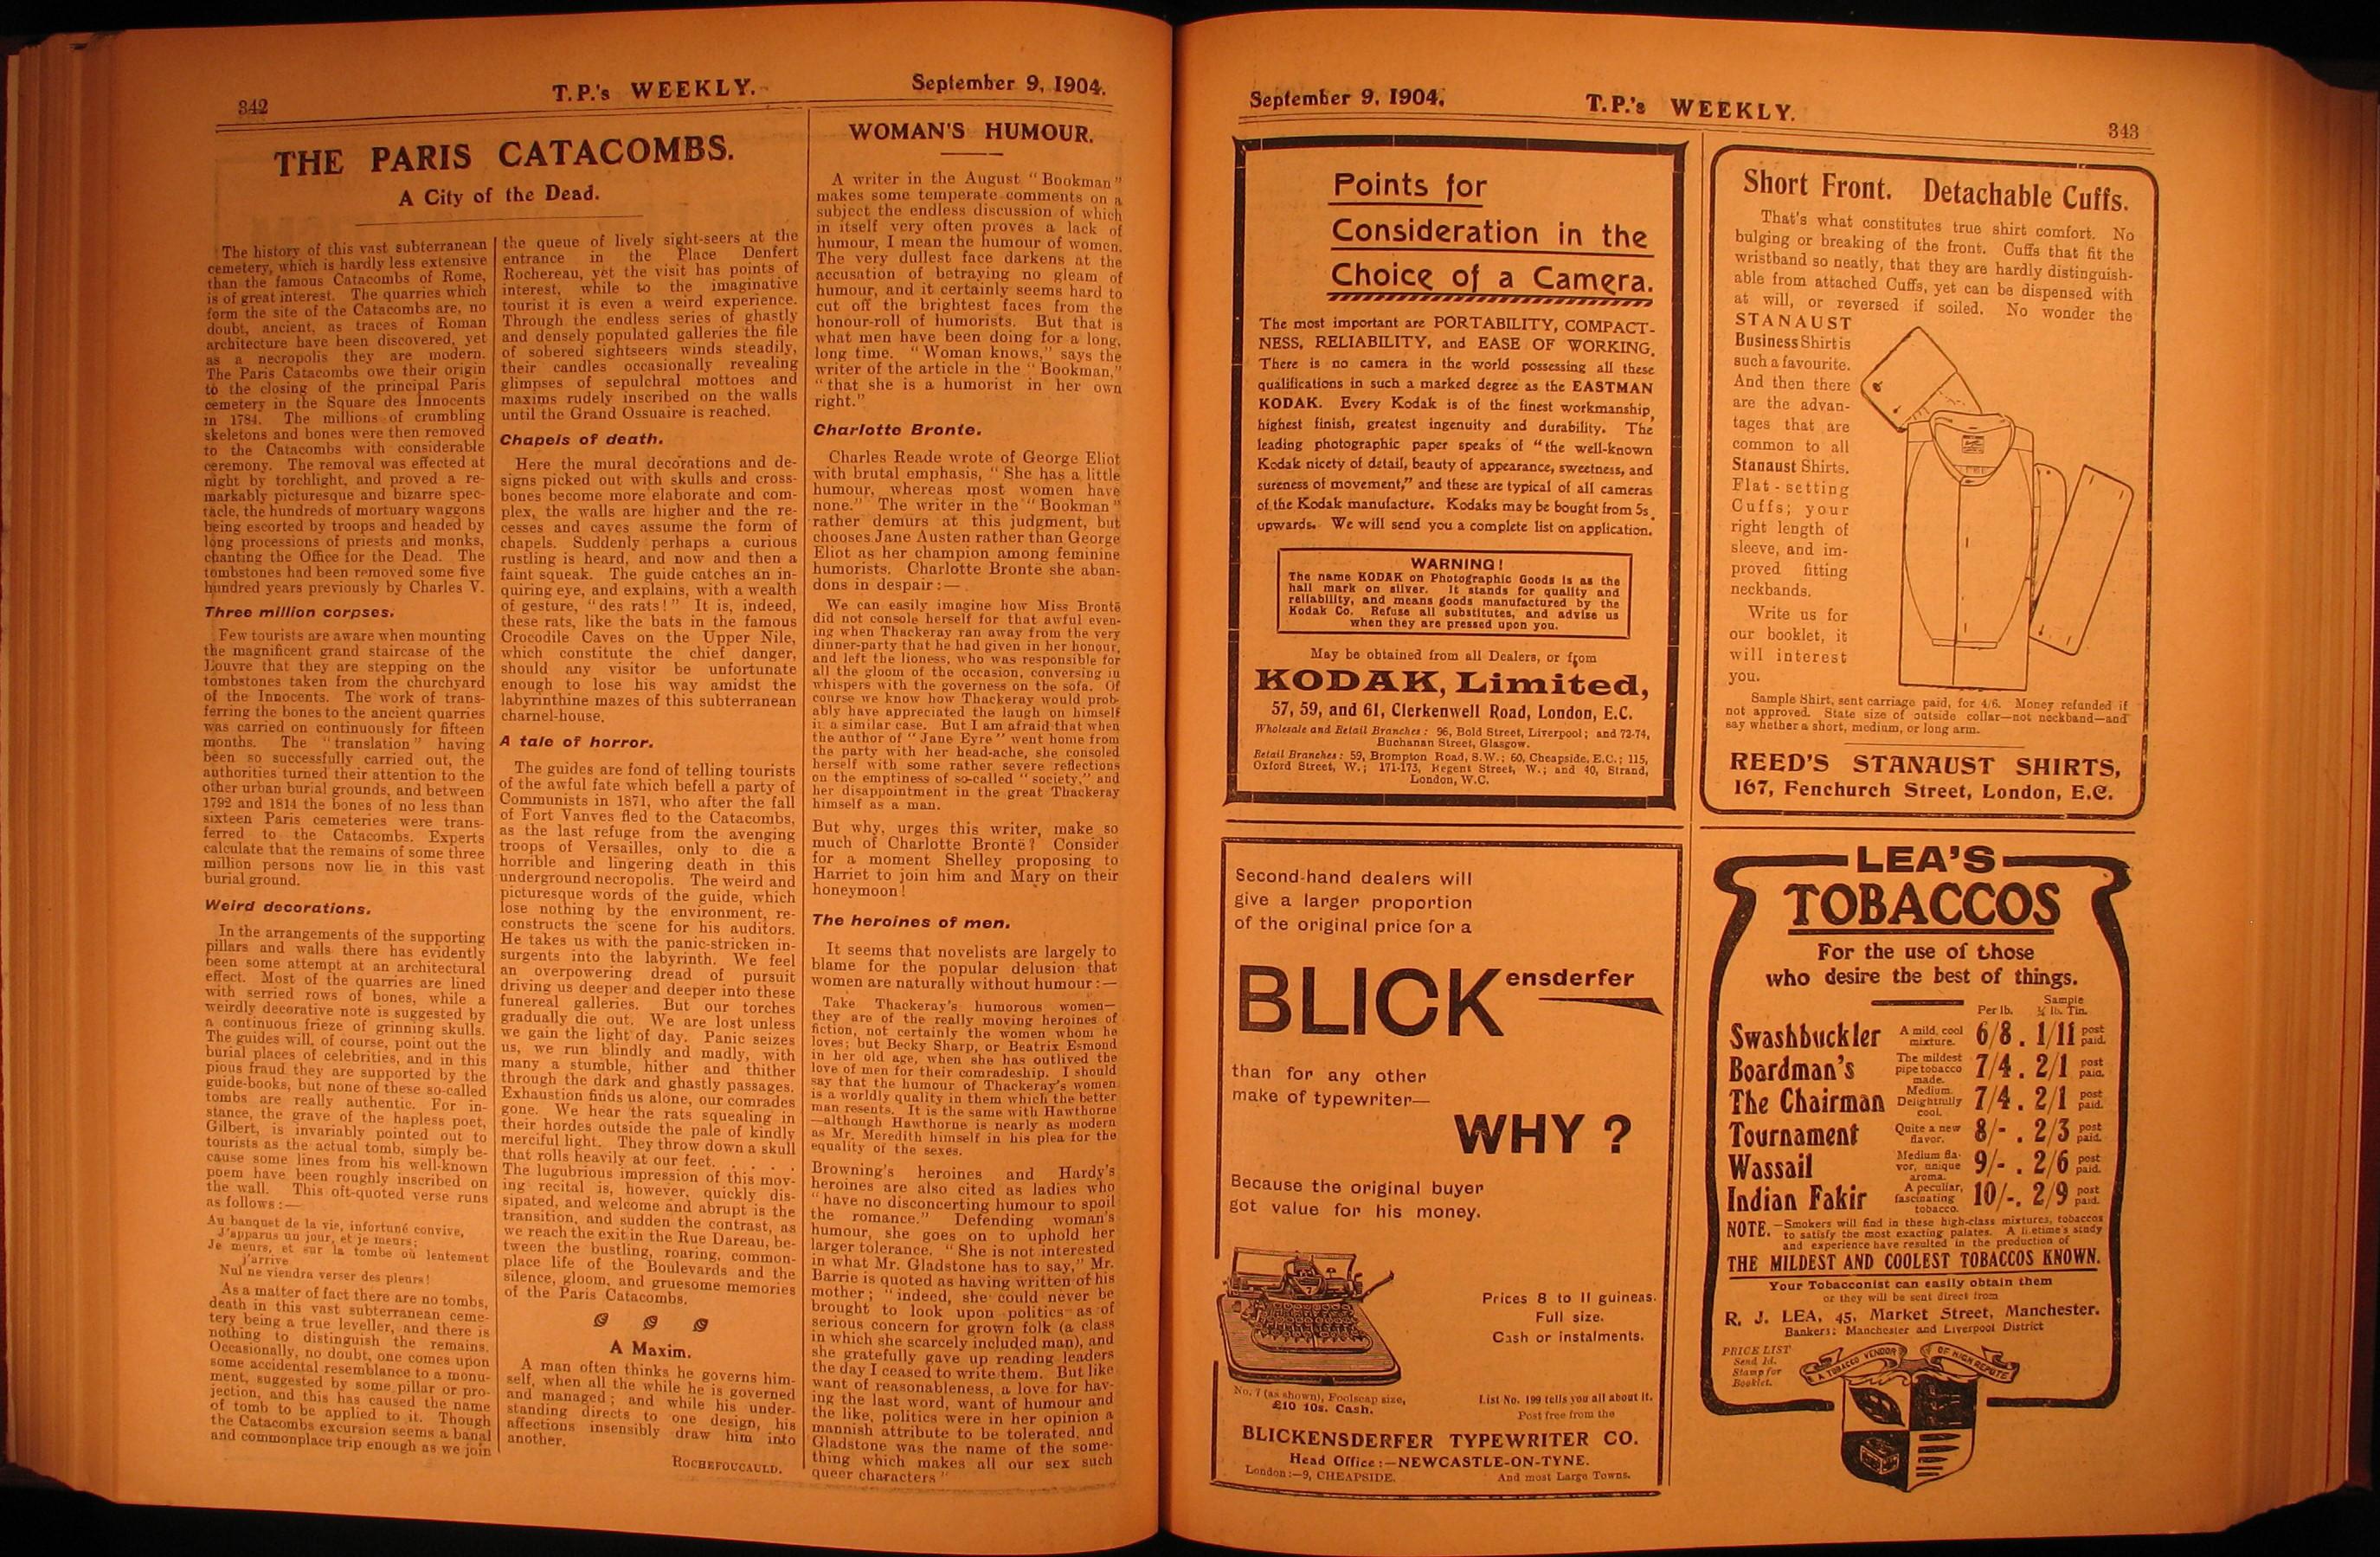 342
T.P.'s WEEKLY.
September 9, 1904.
THE PARIS CATACOMBS.
A City of the Dead.
The history of this vast subterranean
cemetery, which is hardly less extensive
than the famous Catacombs of Rome,
is of great interest. The quarries which
form the site of the Catacombs are, no
doubt, ancient, as traces of Roman
architecture have been discovered, yet
as a necropolis they are modern.
The Paris Catacombs owe their origin
to the closing of the principal Paris
cemetery in the Square des Innocents
in 1784. The millions of crumbling
skeletons and bones were then removed
to the Catacombs with considerable
ceremony. The removal was effected at
night by torchlight, and proved a re-
markably picturesque and bizarre spec-
tacle, the hundreds of mortuary waggons
being escorted by troops and headed by
long processions of priests and monks,
chanting the Office for the Dead. The
tombstones had been removed some five
hundred years previously by Charles V.
Three million corpses.
Few tourists are aware when mounting
the magnificent grand staircase of the
Louvre that they are stepping on the
tombstones taken from the churchyard
of the Innocents. The work of trans-
ferring the bones to the ancient quarries
was carried on continuously for fifteen
months. The "translation" having
been so successfully carried out, the
authorities turned their attention to the
other urban burial grounds, and between
1792 and 1814 the bones of no less than
sixteen Paris cemeteries were trans-
ferred to the Catacombs. Experts
calculate that the remains of some three
million persons now lie in this vast
burial ground.
Weird decorations.
In the arrangements of the supporting
pillars and walls there has evidently
been some attempt at an architectural
effect. Most of the quarries are lined
with serried rows of bones, while a
weirdly decorative note is suggested by
a continuous frieze of grinning skulls.
The guides will, of course, point out the
burial places of celebrities, and in this
pious fraud they are supported by the
guide-books, but none of these so-called
tombs are really authentic. For in-
stance, the grave of the hapless poet,
Gilbert, is invariably pointed out to
tourists as the actual tomb, simply be-
cause some lines from his well-known
poem have been roughly inscribed on
the wall. This oft-quoted verse runs
as follows:—
Au banquet de la vie, infortuné convive,
J'apparus un jour, et je meurs;
Je meurs, et sur la tombe où lentement
j'arrive
Nul ne viendra verser des pleurs!
As a matter of fact there are no tombs,
death in this vast subterranean ceme-
tery being a true leveller, and there is
nothing to distinguish the remains.
Occasionally, no doubt, one comes upon
some accidental resemblance to a monu-
ment, suggested by some pillar or pro-
jection, and this has caused the name
of tomb to be applied to it. Though
the Catacombs excursion seems a banal
and commonplace trip enough as we join
the queue of lively sight-seers at the
entrance in the Place Denfert
Rochereau, yet the visit has points of
interest, while to the imaginative
tourist it is even a weird experience.
Through the endless series of ghastly
and densely populated galleries the file
of sobered sightseers winds steadily,
their candles occasionally revealing
glimpses of sepulchral mottoes and
maxims rudely inscribed on the walls
until the Grand Ossuaire is reached.
Chapels of death.
Here the mural decorations and de-
signs picked out with skulls and cross-
bones become more elaborate and com-
plex, the walls are higher and the re-
cesses and caves assume the form of
chapels. Suddenly perhaps a curious
rustling is heard, and now and then a
faint squeak. The guide catches an in-
quiring eye, and explains, with a wealth
of gesture, "des rats!" It is, indeed,
these rats, like the bats in the famous
Crocodile Caves on the Upper Nile,
which constitute the chief danger,
should any visitor be unfortunate
enough to lose his way amidst the
labyrinthine mazes of this subterranean
charnel-house.
A tale of horror.
The guides are fond of telling tourists
of the awful fate which befell a party of
Communists in 1871, who after the fall
of Fort Vanves fled to the Catacombs,
as the last refuge from the avenging
troops of Versailles, only to die a
horrible and lingering death in this
underground necropolis. The weird and
picturesque words of the guide, which
lose nothing by the environment, re-
constructs the scene for his auditors.
He takes us with the panic-stricken in-
surgents into the labyrinth. We feel
an overpowering dread of pursuit
driving us deeper and deeper into these
funereal galleries. But our torches
gradually die out. We are lost unless
we gain the light of day. Panic seizes
us, we run blindly and madly, with
many a stumble, hither and thither
through the dark and ghastly passages.
Exhaustion finds us alone, our comrades
gone. We hear the rats squealing in
their hordes outside the pale of kindly
merciful light. They throw down a skull
that rolls heavily at our feet. . . . .
The lugubrious impression of this mov-
ing recital is, however, quickly dis-
sipated, and welcome and abrupt is the
transition, and sudden the contrast, as
we reach the exit in the Rue Dareau, be-
tween the bustling, roaring, common-
place life of the Boulevards and the
silence, gloom, and gruesome memories
of the Paris Catacombs.
A Maxim.
A man often thinks he governs him-
self, when all the while he is governed
and managed; and while his under-
standing directs to one design, his
affections insensibly draw him into
another.
ROCHEFOUCAULD.
WOMAN'S HUMOUR.
A writer in the August "Bookman"
makes some temperate comments on a
subject the endless discussion of which
in itself very often proves a lack of
humour, I mean the humour of women.
The very dullest face darkens at the
accusation of betraying no gleam of
humour, and it certainly seems hard to
cut off the brightest faces from the
honour-roll of humorists. But that is
what men have been doing for a long,
long time. "Woman knows," says the
writer of the article in the "Bookman,"
"that she is a humorist in her own
right."
Charlotte Bronte.
Charles Reade wrote of George Eliot
with brutal emphasis, "She has a little
humour, whereas most women have
none." The writer in the "Bookman"
rather demurs at this judgment, but
chooses Jane Austen rather than George
Eliot as her champion among feminine
humorists. Charlotte Brontë she aban-
dons in despair:—
We can easily imagine how Miss Brontë
did not console herself for that awful even-
ing when Thackeray ran away from the very
dinner-party that he had given in her honour,
and left the lioness, who was responsible for
all the gloom of the occasion, conversing in
whispers with the governess on the sofa. Of
course we know how Thackeray would prob-
ably have appreciated the laugh on himself
in a similar case. But I am afraid that when
the author of "Jane Eyre" went home from
the party with her head-ache, she consoled
herself with some rather severe reflections
on the emptiness of so-called "society," and
her disappointment in the great Thackeray
himself as a man.
But why, urges this writer, make so
much of Charlotte Brontë? Consider
for a moment Shelley proposing to
Harriet to join him and Mary on their
honeymoon!
The heroines of men.
It seems that novelists are largely to
blame for the popular delusion that
women are naturally without humour:—
Take Thackeray's humorous women—
they are of the really moving heroines of
fiction, not certainly the women whom he
loves; but Becky Sharp, or Beatrix Esmond
in her old age, when she has outlived the
love of men for their comradeship. I should
say that the humour of Thackeray's women
is a worldly quality in them which the better
man resents. It is the same with Hawthorne
—although Hawthorne is nearly as modern
as Mr. Meredith himself in his plea for the
equality of the sexes.
Browning's heroines and Hardy's
heroines are also cited as ladies who
"have no disconcerting humour to spoil
the romance." Defending woman's
humour, she goes on to uphold her
larger tolerance. "She is not interested
in what Mr. Gladstone has to say," Mr.
Barrie is quoted as having written of his
mother; "indeed, she could never be
brought to look upon politics as of
serious concern for grown folk (a class
in which she scarcely included man), and
she gratefully gave up reading leaders
the day I ceased to write them. But like
want of reasonableness, a love for hav-
ing the last word, want of humour and
the like, politics were in her opinion a
mannish attribute to be tolerated, and
Gladstone was the name of the some-
thing which makes all our sex such
queer characters"
September 9, 1904.
T.P.'s WEEKLY.
343
Points for
Consideration in the
Choice of a Camera.
The most important are PORTABILITY, COMPACT-
NESS, RELIABILITY, and EASE OF WORKING.
There is no camera in the world possessing all these
qualifications in such a marked degree as the EASTMAN
KODAK. Every Kodak is of the finest workmanship,
highest finish, greatest ingenuity and durability. The
leading photographic paper speaks of "the well-known
Kodak nicety of detail, beauty of appearance, sweetness, and
sureness of movement," and these are typical of all cameras
of the Kodak manufacture. Kodaks may be bought from 5s.
upwards. We will send you a complete list on application.
WARNING!
The name KODAK on Photographic Goods is as the
hall mark on silver. It stands for quality and
reliability, and means goods manufactured by the
Kodak Co. Refuse all substitutes, and advise us
when they are pressed upon you.
May be obtained from all Dealers, or from
KODAK, Limited,
57, 59, and 61, Clerkenwell Road, London, E.C.
Wholesale and Retail Branches: 96, Bold Street, Liverpool; and 72-74,
Buchanan Street, Glasgow.
Retail Branches: 59, Brompton Road, S.W.; 60, Cheapside, E.C.; 115,
Oxford Street, W.; 171-173, Regent Street, W.; and 40, Strand,
London, W.C.
Short Front. Detachable Cuffs.
That's what constitutes true shirt comfort. No
bulging or breaking of the front. Cuffs that fit the
wristband so neatly, that they are hardly distinguish-
able from attached Cuffs, yet can be dispensed with
at will, or reversed if soiled. No wonder the
STANAUST
Business Shirt is
such a favourite.
And then there
are the advan-
tages that are
common to all
Stanaust Shirts.
Flat-setting
Cuffs; your
right length of
sleeve, and im-
proved fitting
neckbands.
Write us for
our booklet, it
will interest
you.
Sample Shirt, sent carriage paid, for 4/6. Money refunded if
not approved. State size of outside collar—not neckband—and
say whether a short, medium, or long arm.
REED'S STANAUST SHIRTS,
167, Fenchurch Street, London, E.C.
Second-hand dealers will
give a larger proportion
of the original price for a
BLICKensderfer
than for any other
make of typewriter—
WHY ?
Because the original buyer
got value for his money.
Prices 8 to 11 guineas.
Full size.
Cash or instalments.
No. 7 (as shown), Foolscap size,
£10 10s. Cash.
List No. 199 tells you all about it.
Post free from the
BLICKENSDERFER TYPEWRITER CO.
Head Office:—NEWCASTLE-ON-TYNE.
London:—9, CHEAPSIDE.
And most Large Towns.
LEA'S
TOBACCOS
For the use of those
who desire the best of things.
Per lb. Sample ¼ lb. Tin.
Swashbuckler A mild, cool mixture. 6/8 . 1/11 post paid.
Boardman's The mildest pipe tobacco made. 7/4 . 2/1 post paid.
The Chairman Medium. Delightfully cool. 7/4 . 2/1 post paid.
Tournament Quite a new flavor. 8/- . 2/3 post paid.
Wassail Medium flavor, unique aroma. 9/- . 2/6 post paid.
Indian Fakir A peculiar, fascinating tobacco. 10/-. 2/9 post paid.
NOTE.—Smokers will find in these high-class mixtures, tobaccos
to satisfy the most exacting palates. A lifetime's study
and experience have resulted in the production of
THE MILDEST AND COOLEST TOBACCOS KNOWN.
Your Tobacconist can easily obtain them
or they will be sent direct from
R. J. LEA, 45, Market Street, Manchester.
Bankers: Manchester and Liverpool District
PRICE LIST
Send 1d.
Stamp for
Booklet.
A TOBACCO VENDOR
OF HIGH REPUTE